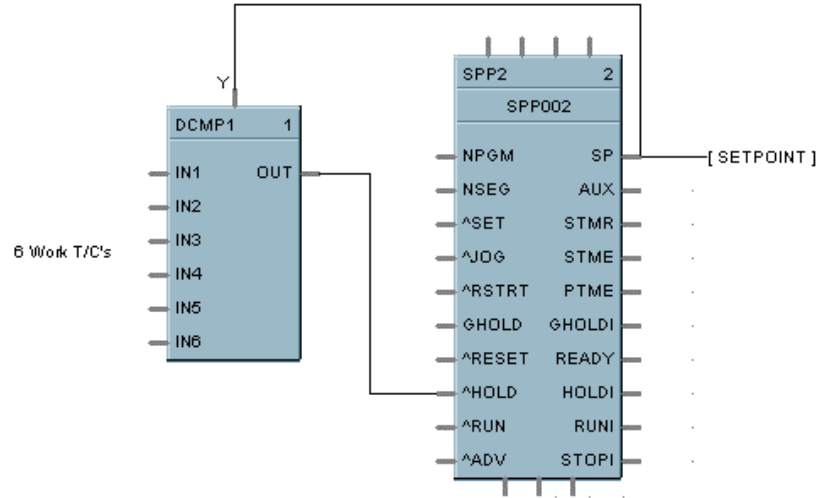 Y
SPP2 2
SPP002
DCMP1 1
NPGM SP
[ SETPOINT ]
IN1 OUT
NSEG AUX
IN2
^SET STMR
6 Work T/C's
IN3
^JOG STME
IN4
^RSTRT PTME
IN5
GHOLD GHOLDI
IN6
^RESET READY
^HOLD HOLDI
^RUN RUNI
^ADV STOPI